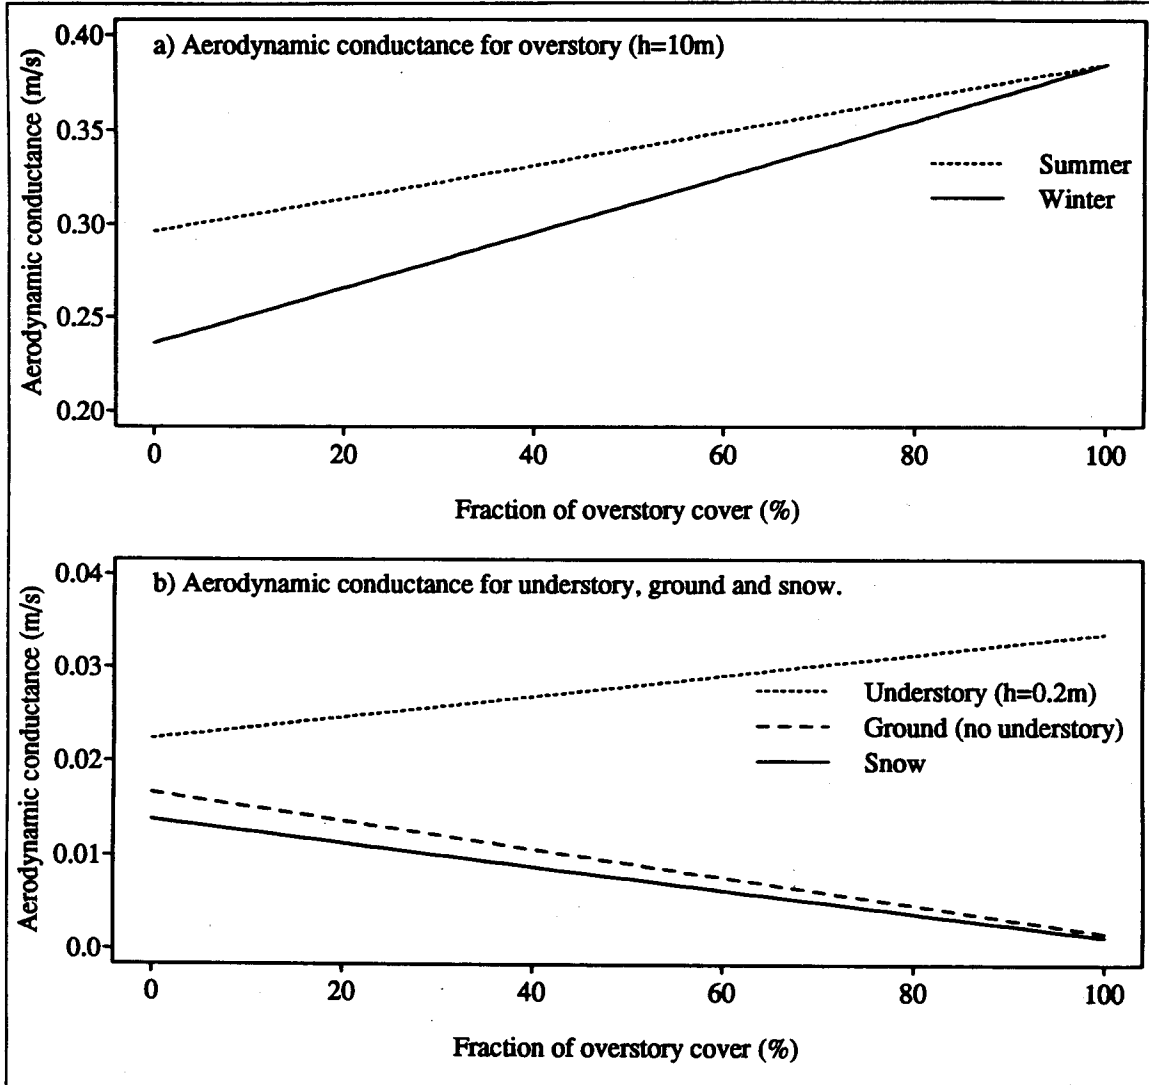 a) Aerodynamic conductance for overstory (h=10m)
Aerodynamic conductance (m/s)
0.40
0.35
0.30
0.25
0.20
Summer
Winter
0 20 40 60 80 100
Fraction of overstory cover (%)
b) Aerodynamic conductance for understory, ground and snow.
Aerodynamic conductance (m/s)
0.04
0.03
0.02
0.01
0.0
Understory (h=0.2m)
Ground (no understory)
Snow
0 20 40 60 80 100
Fraction of overstory cover (%)